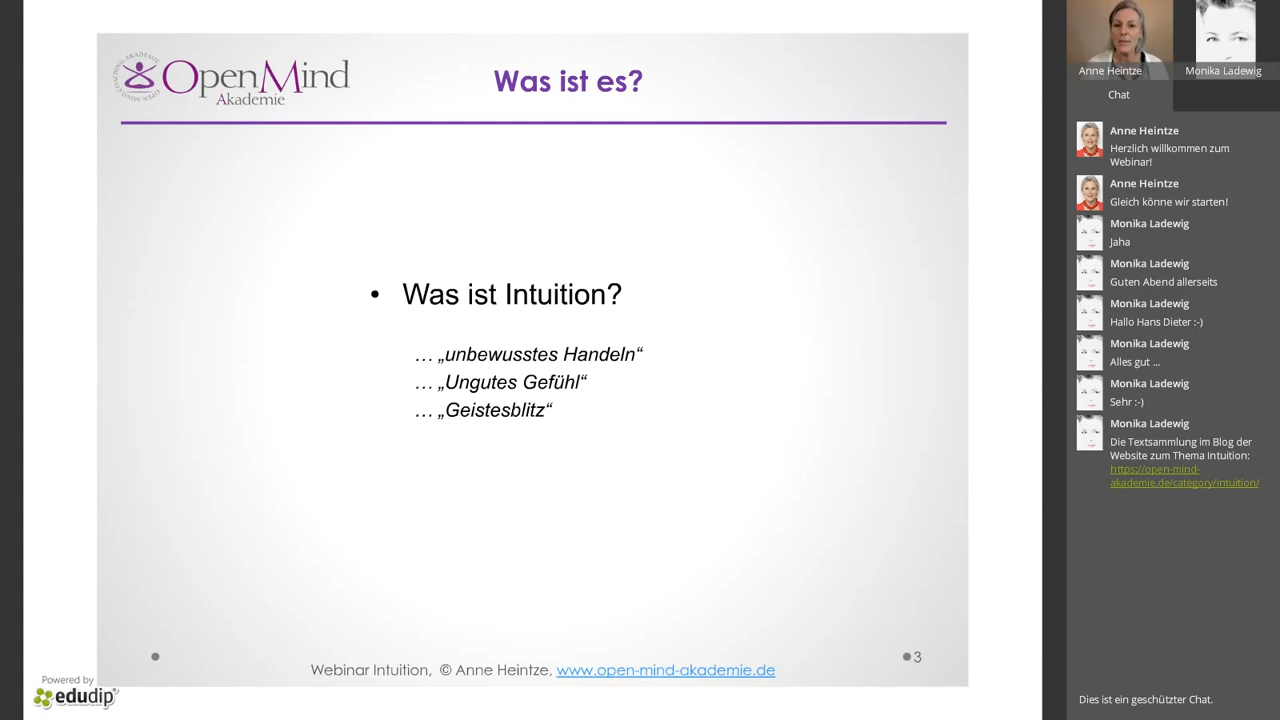 OPEN MIND COACHING AKADEMIE
OpenMind
Akademie
Was ist es?
• Was ist Intuition?
… „unbewusstes Handeln“
… „Ungutes Gefühl“
… „Geistesblitz“
Webinar Intuition, © Anne Heintze, www.open-mind-akademie.de
3
Powered by
edudip
Anne Heintze
Monika Ladewig
Chat
Anne Heintze
Herzlich willkommen zum
Webinar!
Anne Heintze
Gleich könne wir starten!
Monika Ladewig
Jaha
Monika Ladewig
Guten Abend allerseits
Monika Ladewig
Hallo Hans Dieter :-)
Monika Ladewig
Alles gut ...
Monika Ladewig
Sehr :-)
Monika Ladewig
Die Textsammlung im Blog der
Website zum Thema Intuition:
https://open-mind-
akademie.de/category/intuition/
Dies ist ein geschützter Chat.